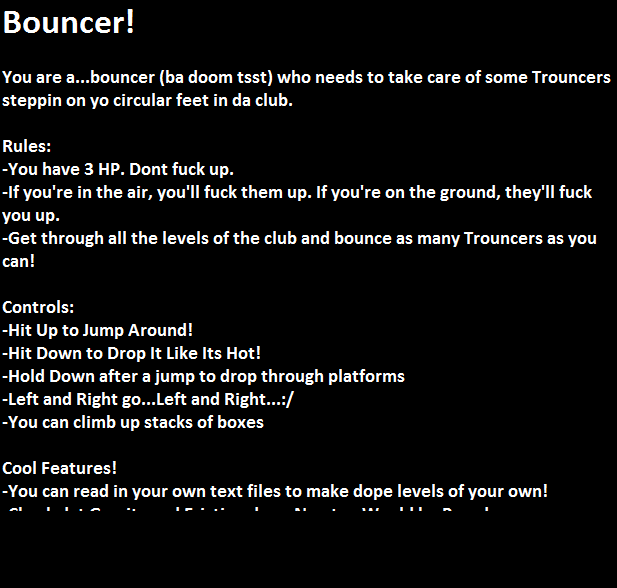 Bouncer!
You are a...bouncer (ba doom tsst) who needs to take care of some Trouncers
steppin on yo circular feet in da club.
Rules:
-You have 3 HP. Dont fuck up.
-If you're in the air, you'll fuck them up. If you're on the ground, they'll fuck
you up.
-Get through all the levels of the club and bounce as many Trouncers as you
can!
Controls:
-Hit Up to Jump Around!
-Hit Down to Drop It Like Its Hot!
-Hold Down after a jump to drop through platforms
-Left and Right go...Left and Right...:/
-You can climb up stacks of boxes
Cool Features!
-You can read in your own text files to make dope levels of your own!